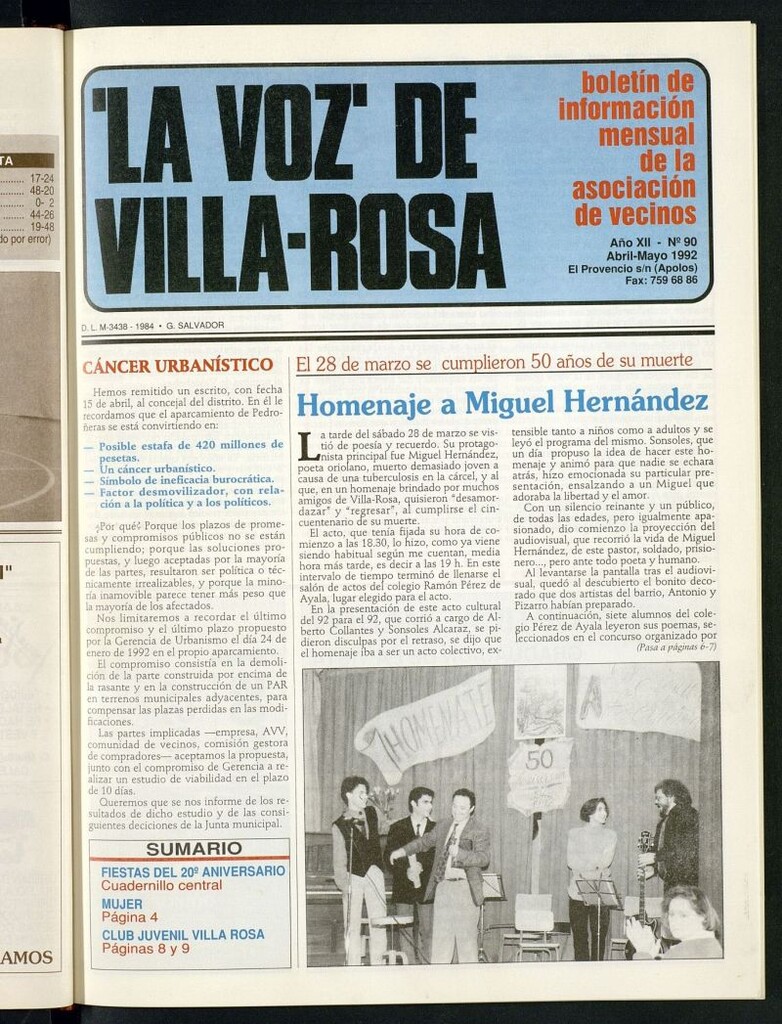 TA
17-24
48-20
0- 2
44-26
19-48
do por error)
AMOS
'LA VOZ' DE
VILLA-ROSA
boletín de
información
mensual
de la
asociación
de vecinos
Año XII - Nº 90
Abril-Mayo 1992
El Provencio s/n (Apolos)
Fax: 759 68 86
D. L. M-3438 - 1984 • G. SALVADOR
CÁNCER URBANÍSTICO
Hemos remitido un escrito, con fecha
15 de abril, al concejal del distrito. En él le
recordamos que el aparcamiento de Pedro-
ñeras se está convirtiendo en:
— Posible estafa de 420 millones de
pesetas.
— Un cáncer urbanístico.
— Símbolo de ineficacia burocrática.
— Factor desmovilizador, con rela-
ción a la política y a los políticos.
¿Por qué? Porque los plazos de prome-
sas y compromisos públicos no se están
cumpliendo; porque las soluciones pro-
puestas, y luego aceptadas por la mayoría
de las partes, resultaron ser política o téc-
nicamente irrealizables, y porque la mino-
ría inamovible parece tener más peso que
la mayoría de los afectados.
Nos limitaremos a recordar el último
compromiso y el último plazo propuesto
por la Gerencia de Urbanismo el día 24 de
enero de 1992 en el propio aparcamiento.
El compromiso consistía en la demoli-
ción de la parte construida por encima de
la rasante y en la construcción de un PAR
en terrenos municipales adyacentes, para
compensar las plazas perdidas en las modi-
ficaciones.
Las partes implicadas —empresa, AVV,
comunidad de vecinos, comisión gestora
de compradores— aceptamos la propuesta,
junto con el compromiso de Gerencia a re-
alizar un estudio de viabilidad en el plazo
de 10 días.
Queremos que se nos informe de los re-
sultados de dicho estudio y de las consi-
guientes decisiones de la Junta municipal.
SUMARIO
FIESTAS DEL 20º ANIVERSARIO
Cuadernillo central
MUJER
Página 4
CLUB JUVENIL VILLA ROSA
Páginas 8 y 9
El 28 de marzo se cumplieron 50 años de su muerte
Homenaje a Miguel Hernández
La tarde del sábado 28 de marzo se vis-
tió de poesía y recuerdo. Su protago-
nista principal fue Miguel Hernández,
poeta oriolano, muerto demasiado joven a
causa de una tuberculosis en la cárcel, y al
que, en un homenaje brindado por muchos
amigos de Villa-Rosa, quisieron "desamor-
dazar" y "regresar", al cumplirse el cin-
cuentenario de su muerte.
El acto, que tenía fijada su hora de co-
mienzo a las 18.30, lo hizo, como ya viene
siendo habitual según me cuentan, media
hora más tarde, es decir a las 19 h. En este
intervalo de tiempo terminó de llenarse el
salón de actos del colegio Ramón Pérez de
Ayala, lugar elegido para el acto.
En la presentación de este acto cultural
del 92 para el 92, que corrió a cargo de Al-
berto Collantes y Sonsoles Alcaraz, se pi-
dieron disculpas por el retraso, se dijo que
el homenaje iba a ser un acto colectivo, ex-
tensible tanto a niños como a adultos y se
leyó el programa del mismo. Sonsoles, que
un día propuso la idea de hacer este ho-
menaje y animó para que nadie se echara
atrás, hizo emocionada su particular pre-
sentación, ensalzando a un Miguel que
adoraba la libertad y el amor.
Con un silencio reinante y un público,
de todas las edades, pero igualmente apa-
sionado, dio comienzo la proyección del
audiovisual, que recorrió la vida de Miguel
Hernández, de este pastor, soldado, prisio-
nero..., pero ante todo poeta y humano.
Al levantarse la pantalla tras el audiovi-
sual, quedó al descubierto el bonito deco-
rado que dos artistas del barrio, Antonio y
Pizarro habían preparado.
A continuación, siete alumnos del cole-
gio Pérez de Ayala leyeron sus poemas, se-
leccionados en el concurso organizado por
(Pasa a páginas 6-7)
HOMENAJE
A
50